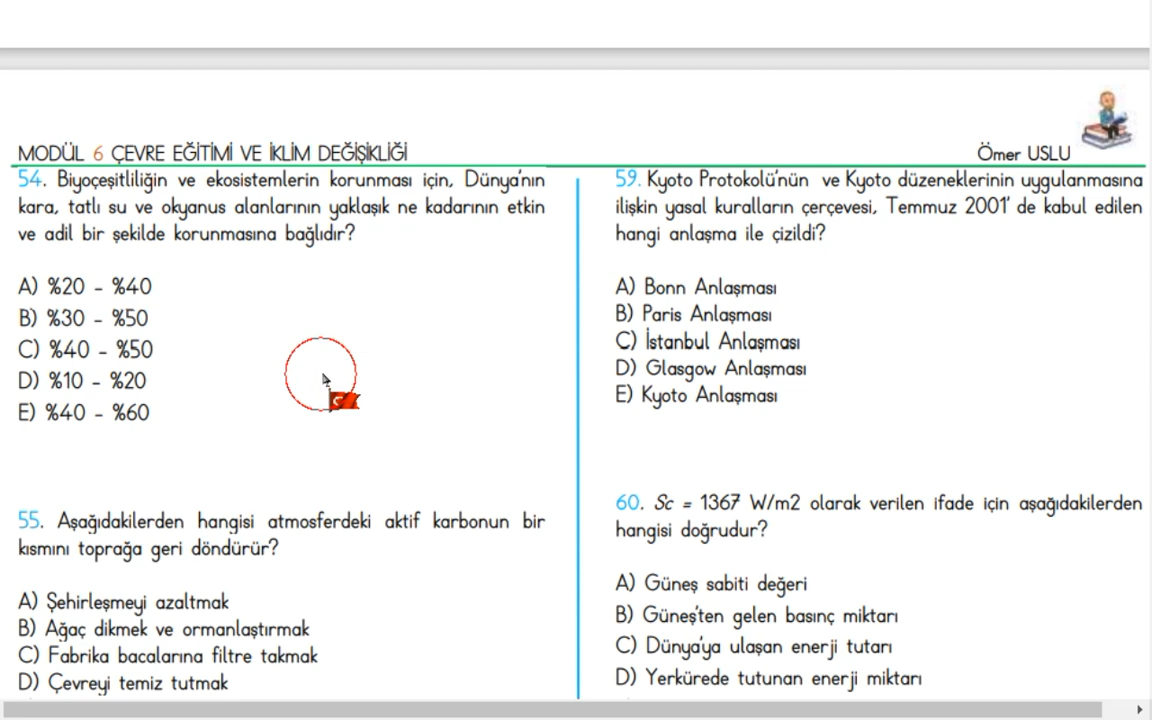 MODÜL 6 ÇEVRE EĞİTİMİ VE İKLİM DEĞİŞİKLİĞİ
Ömer USLU
54. Biyoçeşitliliğin ve ekosistemlerin korunması için, Dünya'nın
kara, tatlı su ve okyanus alanlarının yaklaşık ne kadarının etkin
ve adil bir şekilde korunmasına bağlıdır?
A) %20 - %40
B) %30 - %50
C) %40 - %50
D) %10 - %20
E) %40 - %60
55. Aşağıdakilerden hangisi atmosferdeki aktif karbonun bir
kısmını toprağa geri döndürür?
A) Şehirleşmeyi azaltmak
B) Ağaç dikmek ve ormanlaştırmak
C) Fabrika bacalarına filtre takmak
D) Çevreyi temiz tutmak
59. Kyoto Protokolü'nün ve Kyoto düzeneklerinin uygulanmasına
ilişkin yasal kuralların çerçevesi, Temmuz 2001' de kabul edilen
hangi anlaşma ile çizildi?
A) Bonn Anlaşması
B) Paris Anlaşması
C) İstanbul Anlaşması
D) Glasgow Anlaşması
E) Kyoto Anlaşması
60. Sc = 1367 W/m2 olarak verilen ifade için aşağıdakilerden
hangisi doğrudur?
A) Güneş sabiti değeri
B) Güneş'ten gelen basınç miktarı
C) Dünya'ya ulaşan enerji tutarı
D) Yerkürede tutunan enerji miktarı